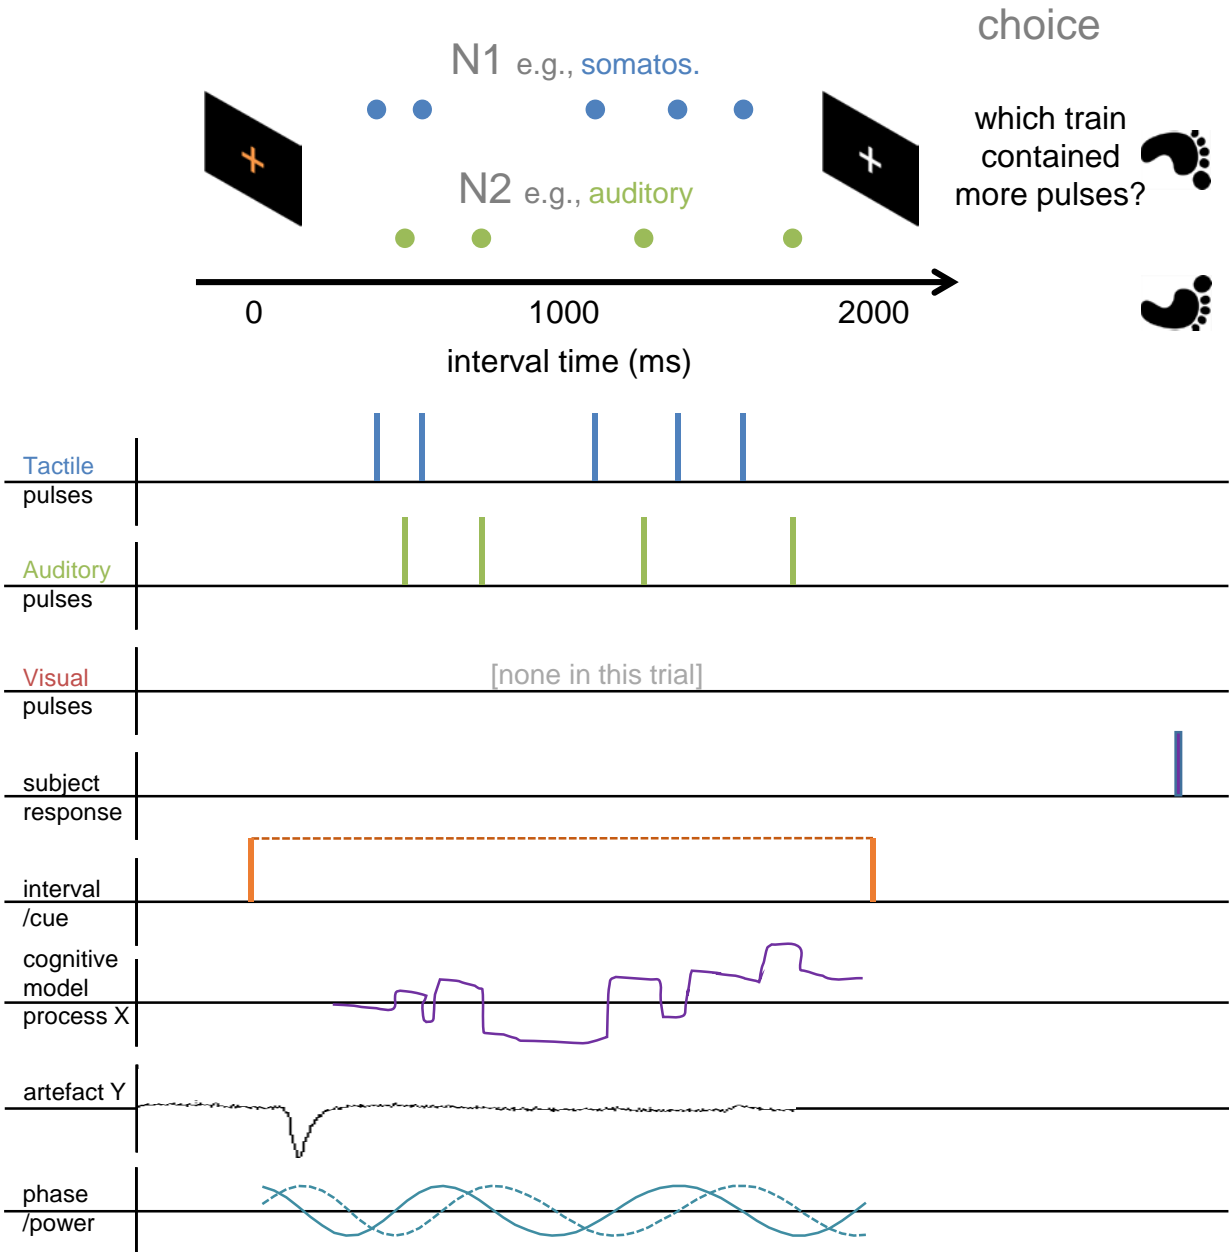 choice
N1 e.g., somatos.
which train
contained
more pulses?
N2 e.g., auditory
0 1000 2000
interval time (ms)
Tactile
pulses
Auditory
pulses
Visual
pulses
[none in this trial]
subject
response
interval
/cue
cognitive
model
process X
artefact Y
phase
/power